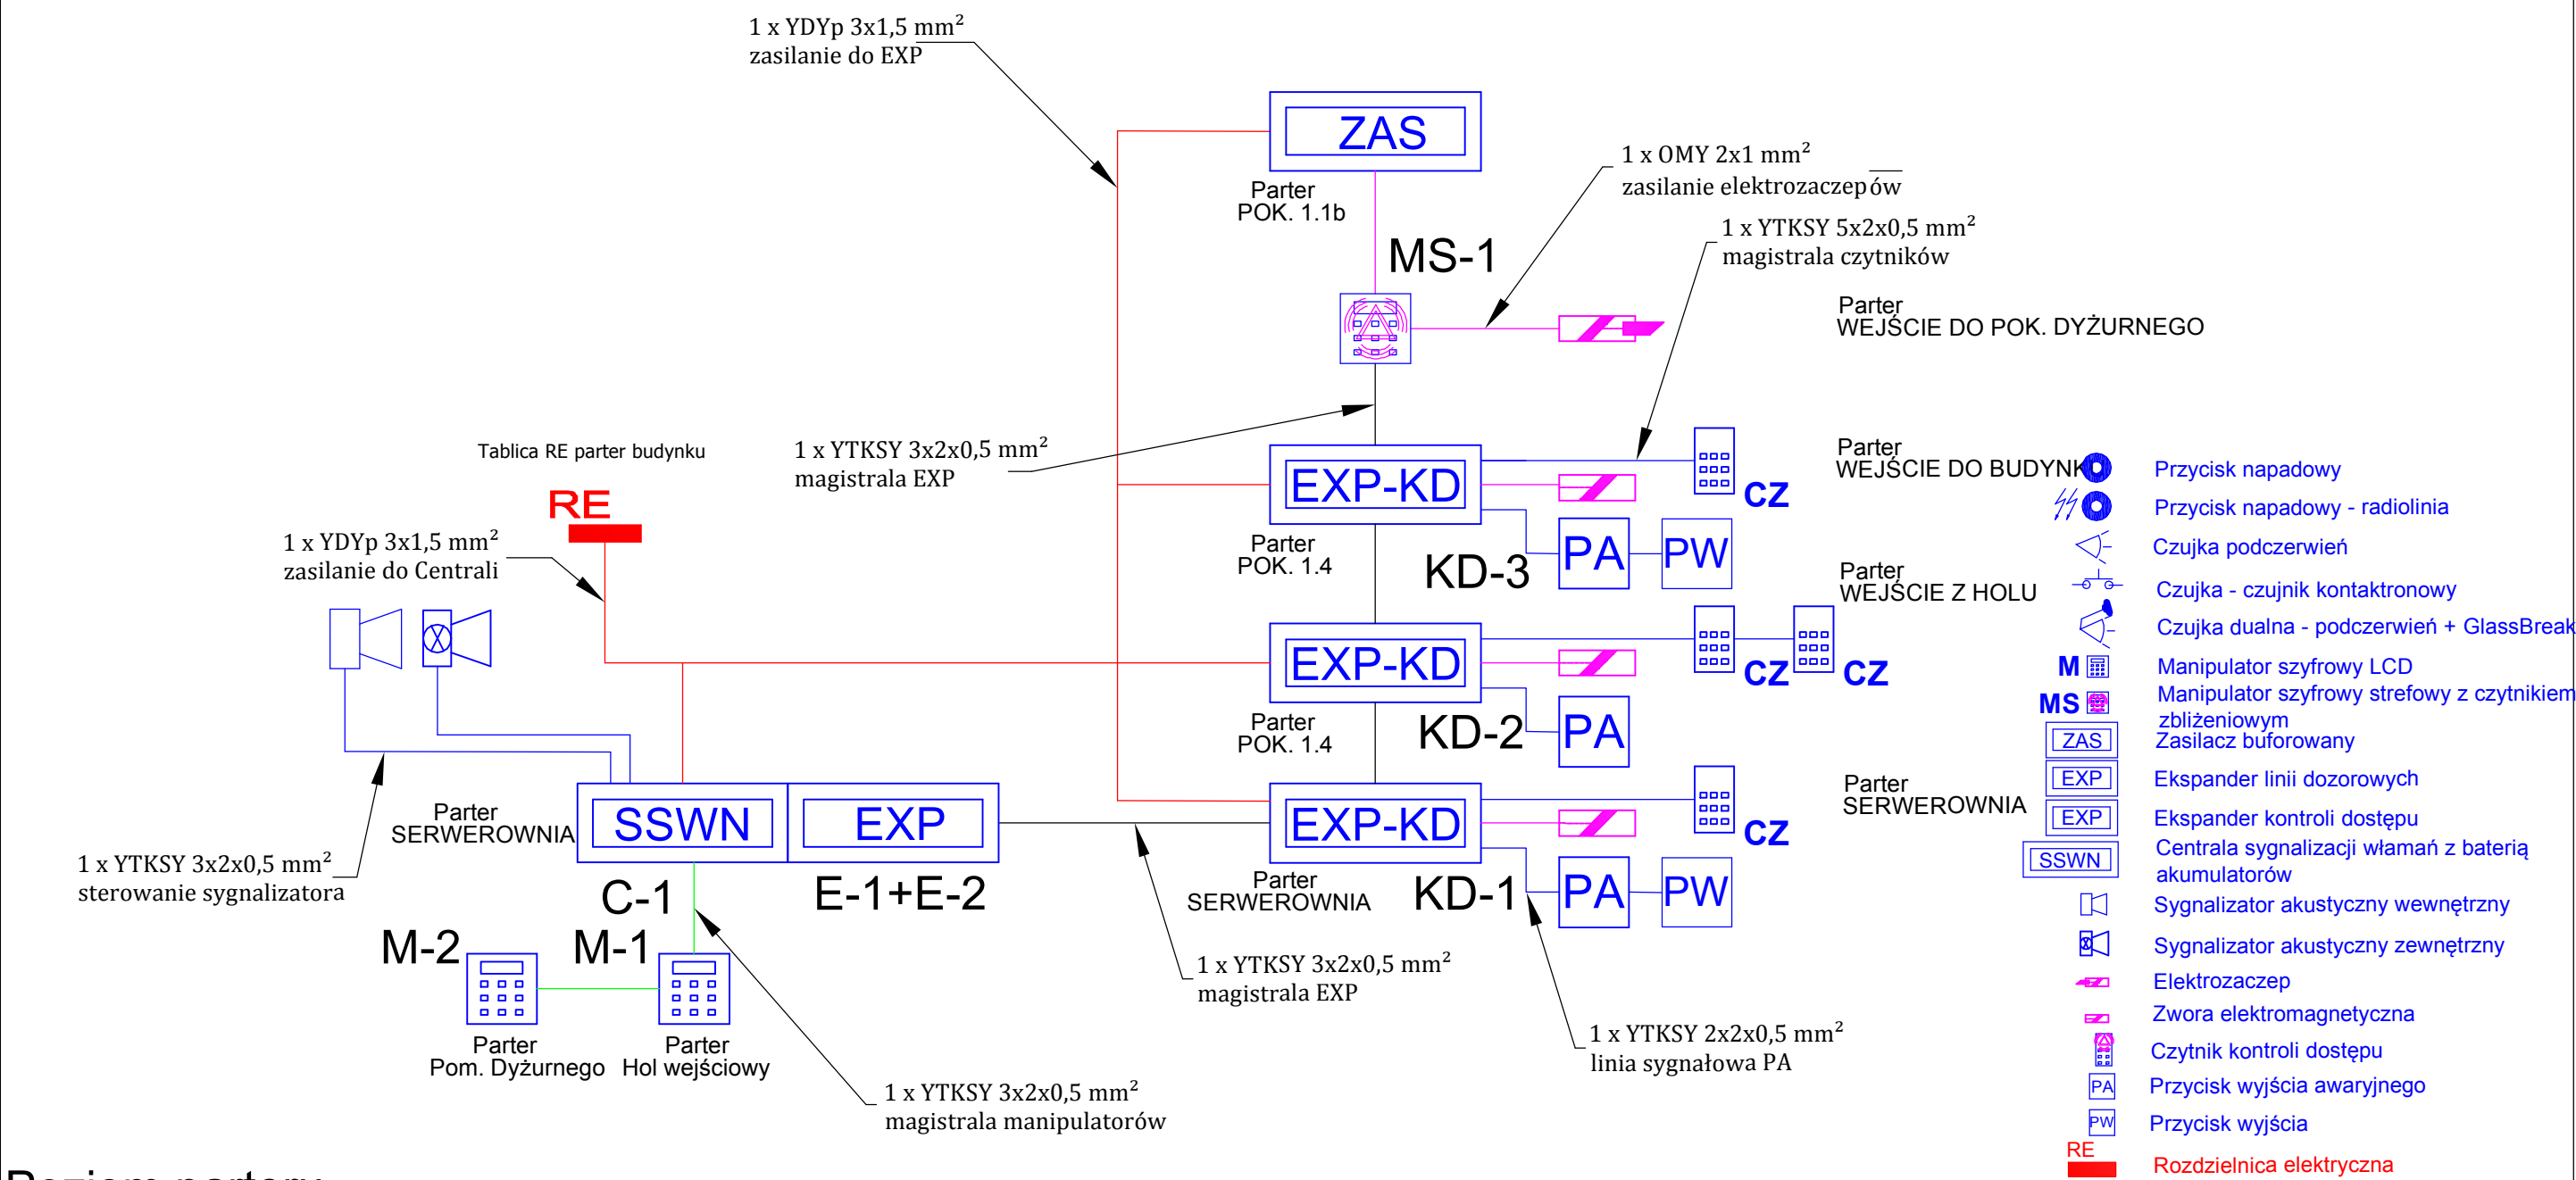 1 x YDYp 3x1,5 mm²
zasilanie do EXP
ZAS
Parter
POK. 1.1b
1 x OMY 2x1 mm²
zasilanie elektrozaczepów
1 x YTKSY 5x2x0,5 mm²
magistrala czytników
MS-1
Parter
WEJŚCIE DO POK. DYŻURNEGO
Tablica RE parter budynku
RE
1 x YTKSY 3x2x0,5 mm²
magistrala EXP
EXP-KD
CZ
Parter
WEJŚCIE DO BUDYNK
Parter
POK. 1.4
KD-3
PA
PW
1 x YDYp 3x1,5 mm²
zasilanie do Centrali
Parter
WEJŚCIE Z HOLU
EXP-KD
CZ
CZ
Parter
POK. 1.4
KD-2
PA
Parter
SERWEROWNIA
SSWN
EXP
EXP-KD
CZ
Parter
SERWEROWNIA
1 x YTKSY 3x2x0,5 mm²
sterowanie sygnalizatora
C-1
E-1+E-2
Parter
SERWEROWNIA
KD-1
PA
PW
M-2
M-1
1 x YTKSY 3x2x0,5 mm²
magistrala EXP
Parter
Pom. Dyżurnego
Parter
Hol wejściowy
1 x YTKSY 2x2x0,5 mm²
linia sygnałowa PA
1 x YTKSY 3x2x0,5 mm²
magistrala manipulatorów
Przycisk napadowy
Przycisk napadowy - radiolinia
Czujka podczerwień
Czujka - czujnik kontaktronowy
Czujka dualna - podczerwień + GlassBreak
M Manipulator szyfrowy LCD
MS Manipulator szyfrowy strefowy z czytnikiem
zbliżeniowym
ZAS Zasilacz buforowany
EXP Ekspander linii dozorowych
EXP Ekspander kontroli dostępu
SSWN Centrala sygnalizacji włamań z baterią
akumulatorów
Sygnalizator akustyczny wewnętrzny
Sygnalizator akustyczny zewnętrzny
Elektrozaczep
Zwora elektromagnetyczna
Czytnik kontroli dostępu
PA Przycisk wyjścia awaryjnego
PW Przycisk wyjścia
RE Rozdzielnica elektryczna